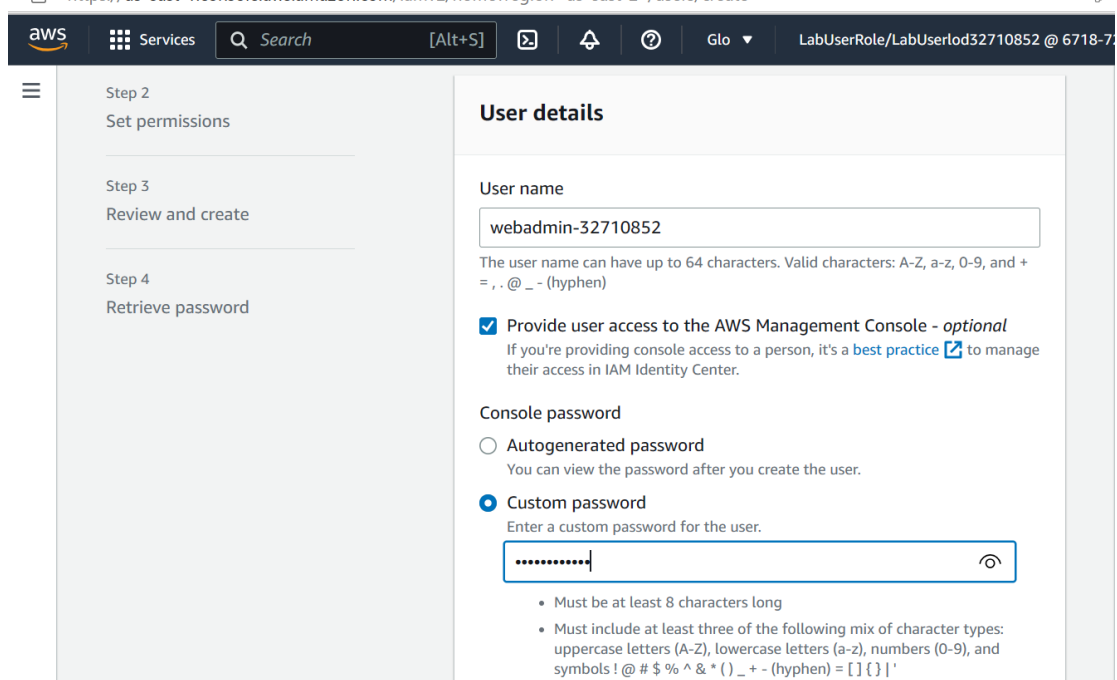 aws
Services
Search
[Alt+S]
Glo
LabUserRole/LabUserlod32710852 @ 6718-72
Step 2
Set permissions
Step 3
Review and create
Step 4
Retrieve password
User details
User name
webadmin-32710852
The user name can have up to 64 characters. Valid characters: A-Z, a-z, 0-9, and +
= , . @ _ - (hyphen)
Provide user access to the AWS Management Console - optional
If you're providing console access to a person, it's a best practice to manage
their access in IAM Identity Center.
Console password
Autogenerated password
You can view the password after you create the user.
Custom password
Enter a custom password for the user.
••••••••••••
• Must be at least 8 characters long
• Must include at least three of the following mix of character types:
uppercase letters (A-Z), lowercase letters (a-z), numbers (0-9), and
symbols ! @ # $ % ^ & * ( ) _ + - (hyphen) = [ ] { } | '